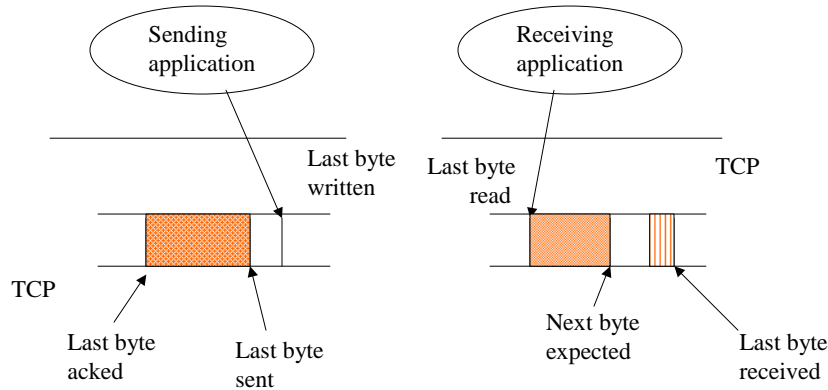 Sending
application
Receiving
application
Last byte
written
Last byte
read
TCP
TCP
Last byte
acked
Last byte
sent
Next byte
expected
Last byte
received